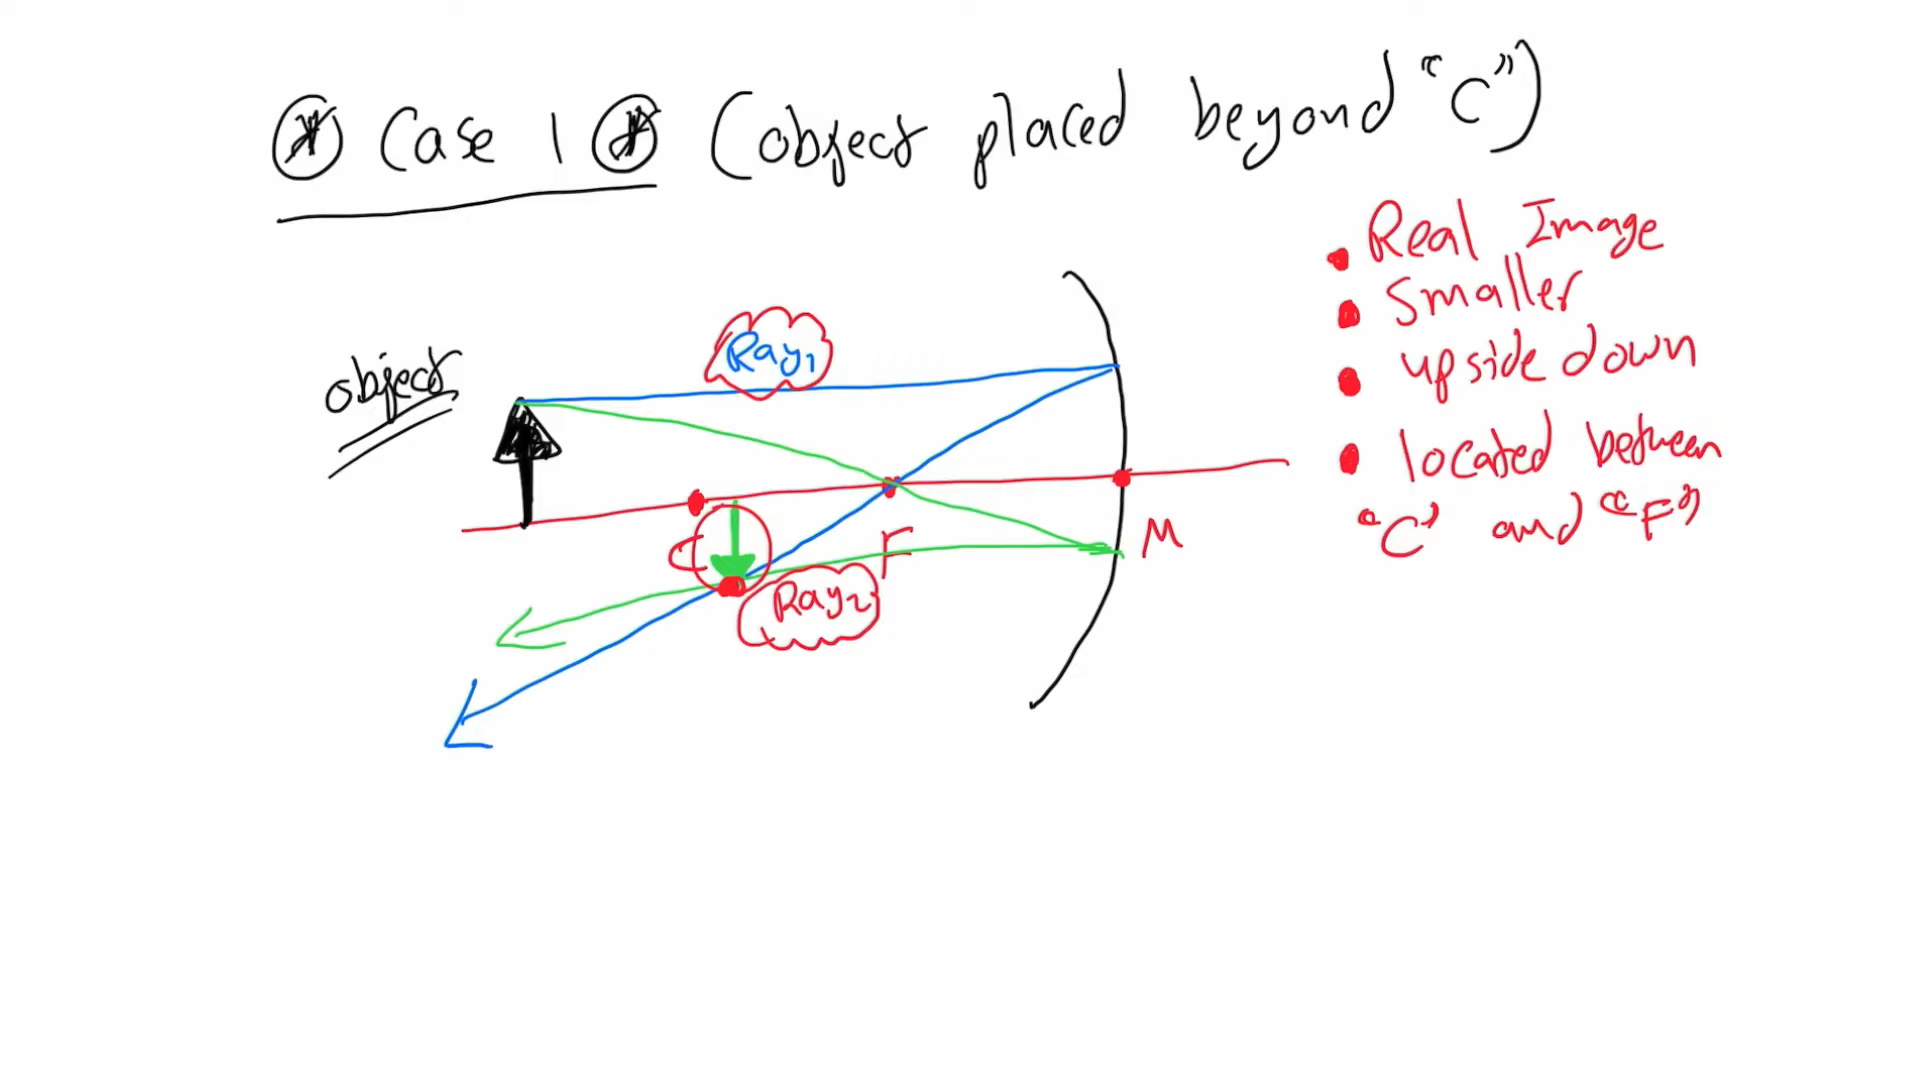 Case 1 (object placed beyond "C")
• Real Image
• Smaller
• upside down
• located between
"C" and "F"
object
Ray1
C
F
M
Ray2